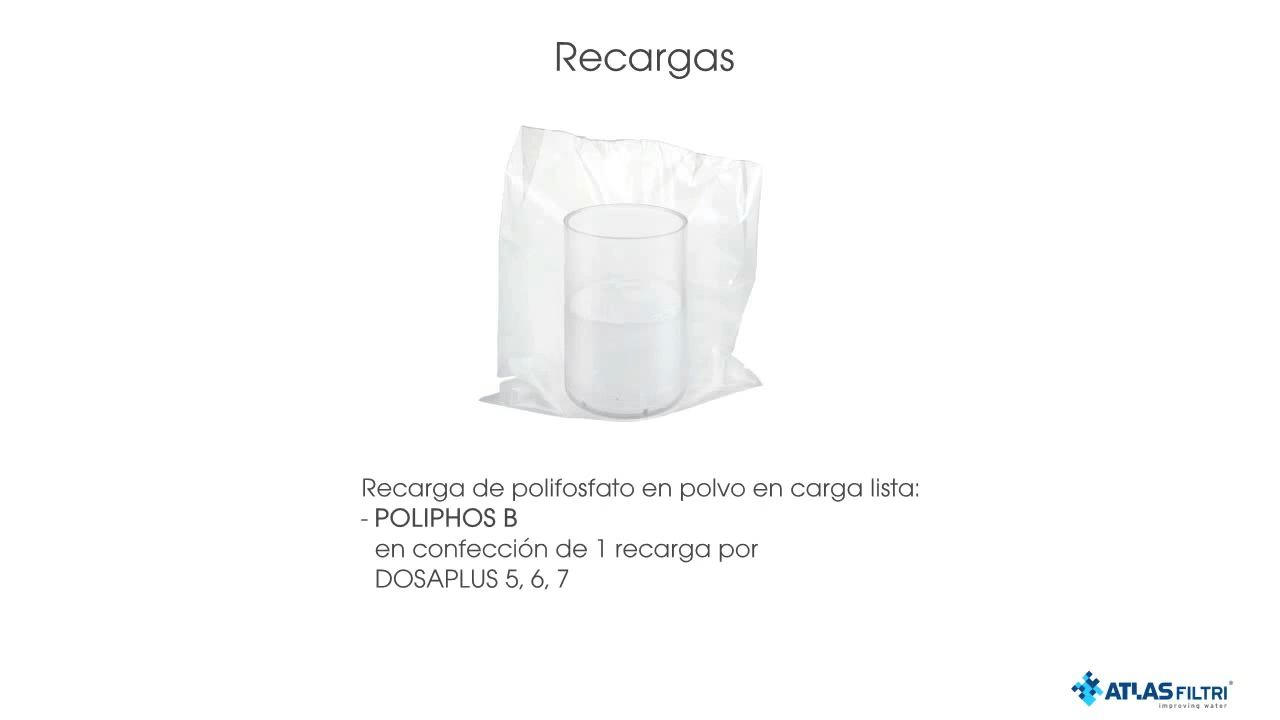 Recargas
Recarga de polifosfato en polvo en carga lista:
- POLIPHOS B
en confección de 1 recarga por
DOSAPLUS 5, 6, 7
ATLAS FILTRI®
improving water